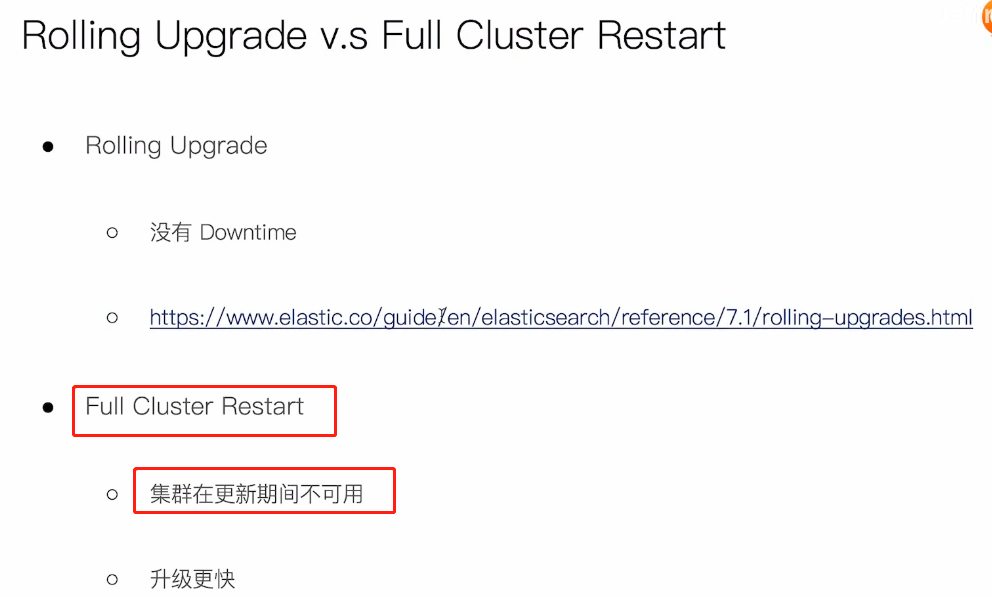 Rolling Upgrade v.s Full Cluster Restart
Rolling Upgrade
没有 Downtime
https://www.elastic.co/guide/en/elasticsearch/reference/7.1/rolling-upgrades.html
Full Cluster Restart
集群在更新期间不可用
升级更快